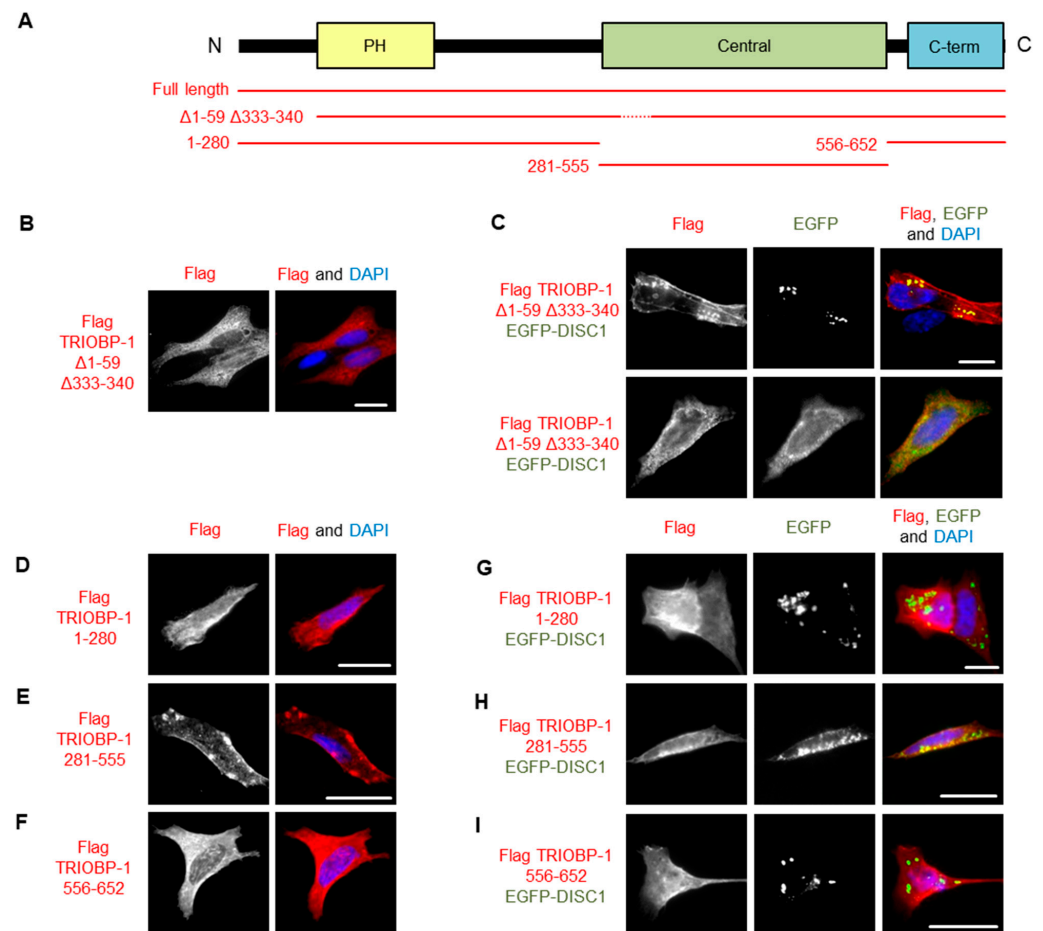 A
N
PH
Central
C-term
C
Full length
Δ1-59 Δ333-340
1-280
556-652
281-555
B
Flag
Flag and DAPI
Flag
TRIOBP-1
Δ1-59
Δ333-340
C
Flag
EGFP
Flag, EGFP
and DAPI
Flag TRIOBP-1
Δ1-59 Δ333-340
EGFP-DISC1
Flag TRIOBP-1
Δ1-59 Δ333-340
EGFP-DISC1
Flag
Flag and DAPI
D
Flag
TRIOBP-1
1-280
E
Flag
TRIOBP-1
281-555
F
Flag
TRIOBP-1
556-652
Flag
EGFP
Flag, EGFP
and DAPI
G
Flag TRIOBP-1
1-280
EGFP-DISC1
H
Flag TRIOBP-1
281-555
EGFP-DISC1
I
Flag TRIOBP-1
556-652
EGFP-DISC1